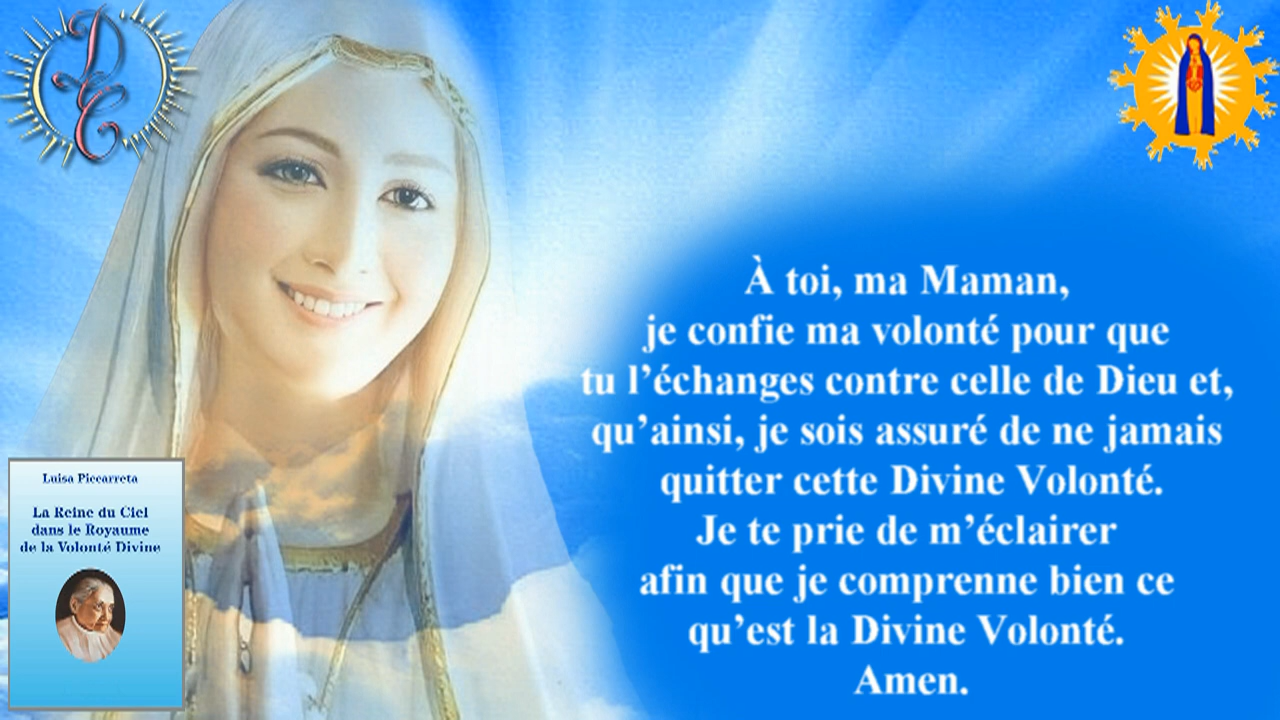 DC
Luisa Piccarreta
La Reine du Ciel
dans le Royaume
de la Volonté Divine
À toi, ma Maman,
je confie ma volonté pour que
tu l’échanges contre celle de Dieu et,
qu’ainsi, je sois assuré de ne jamais
quitter cette Divine Volonté.
Je te prie de m’éclairer
afin que je comprenne bien ce
qu’est la Divine Volonté.
Amen.